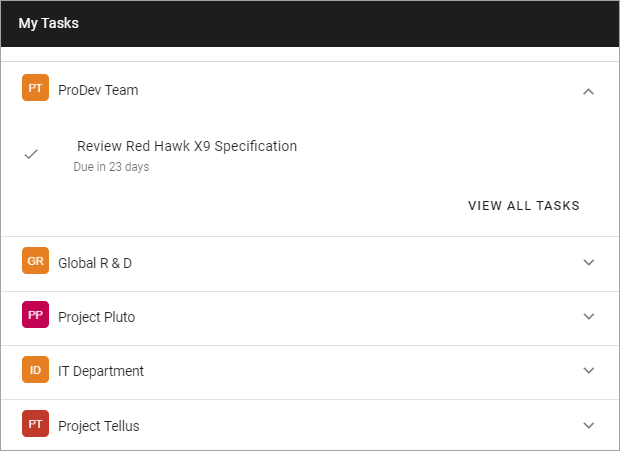 My Tasks
PT ProDev Team
Review Red Hawk X9 Specification
Due in 23 days
VIEW ALL TASKS
GR Global R & D
PP Project Pluto
ID IT Department
PT Project Tellus